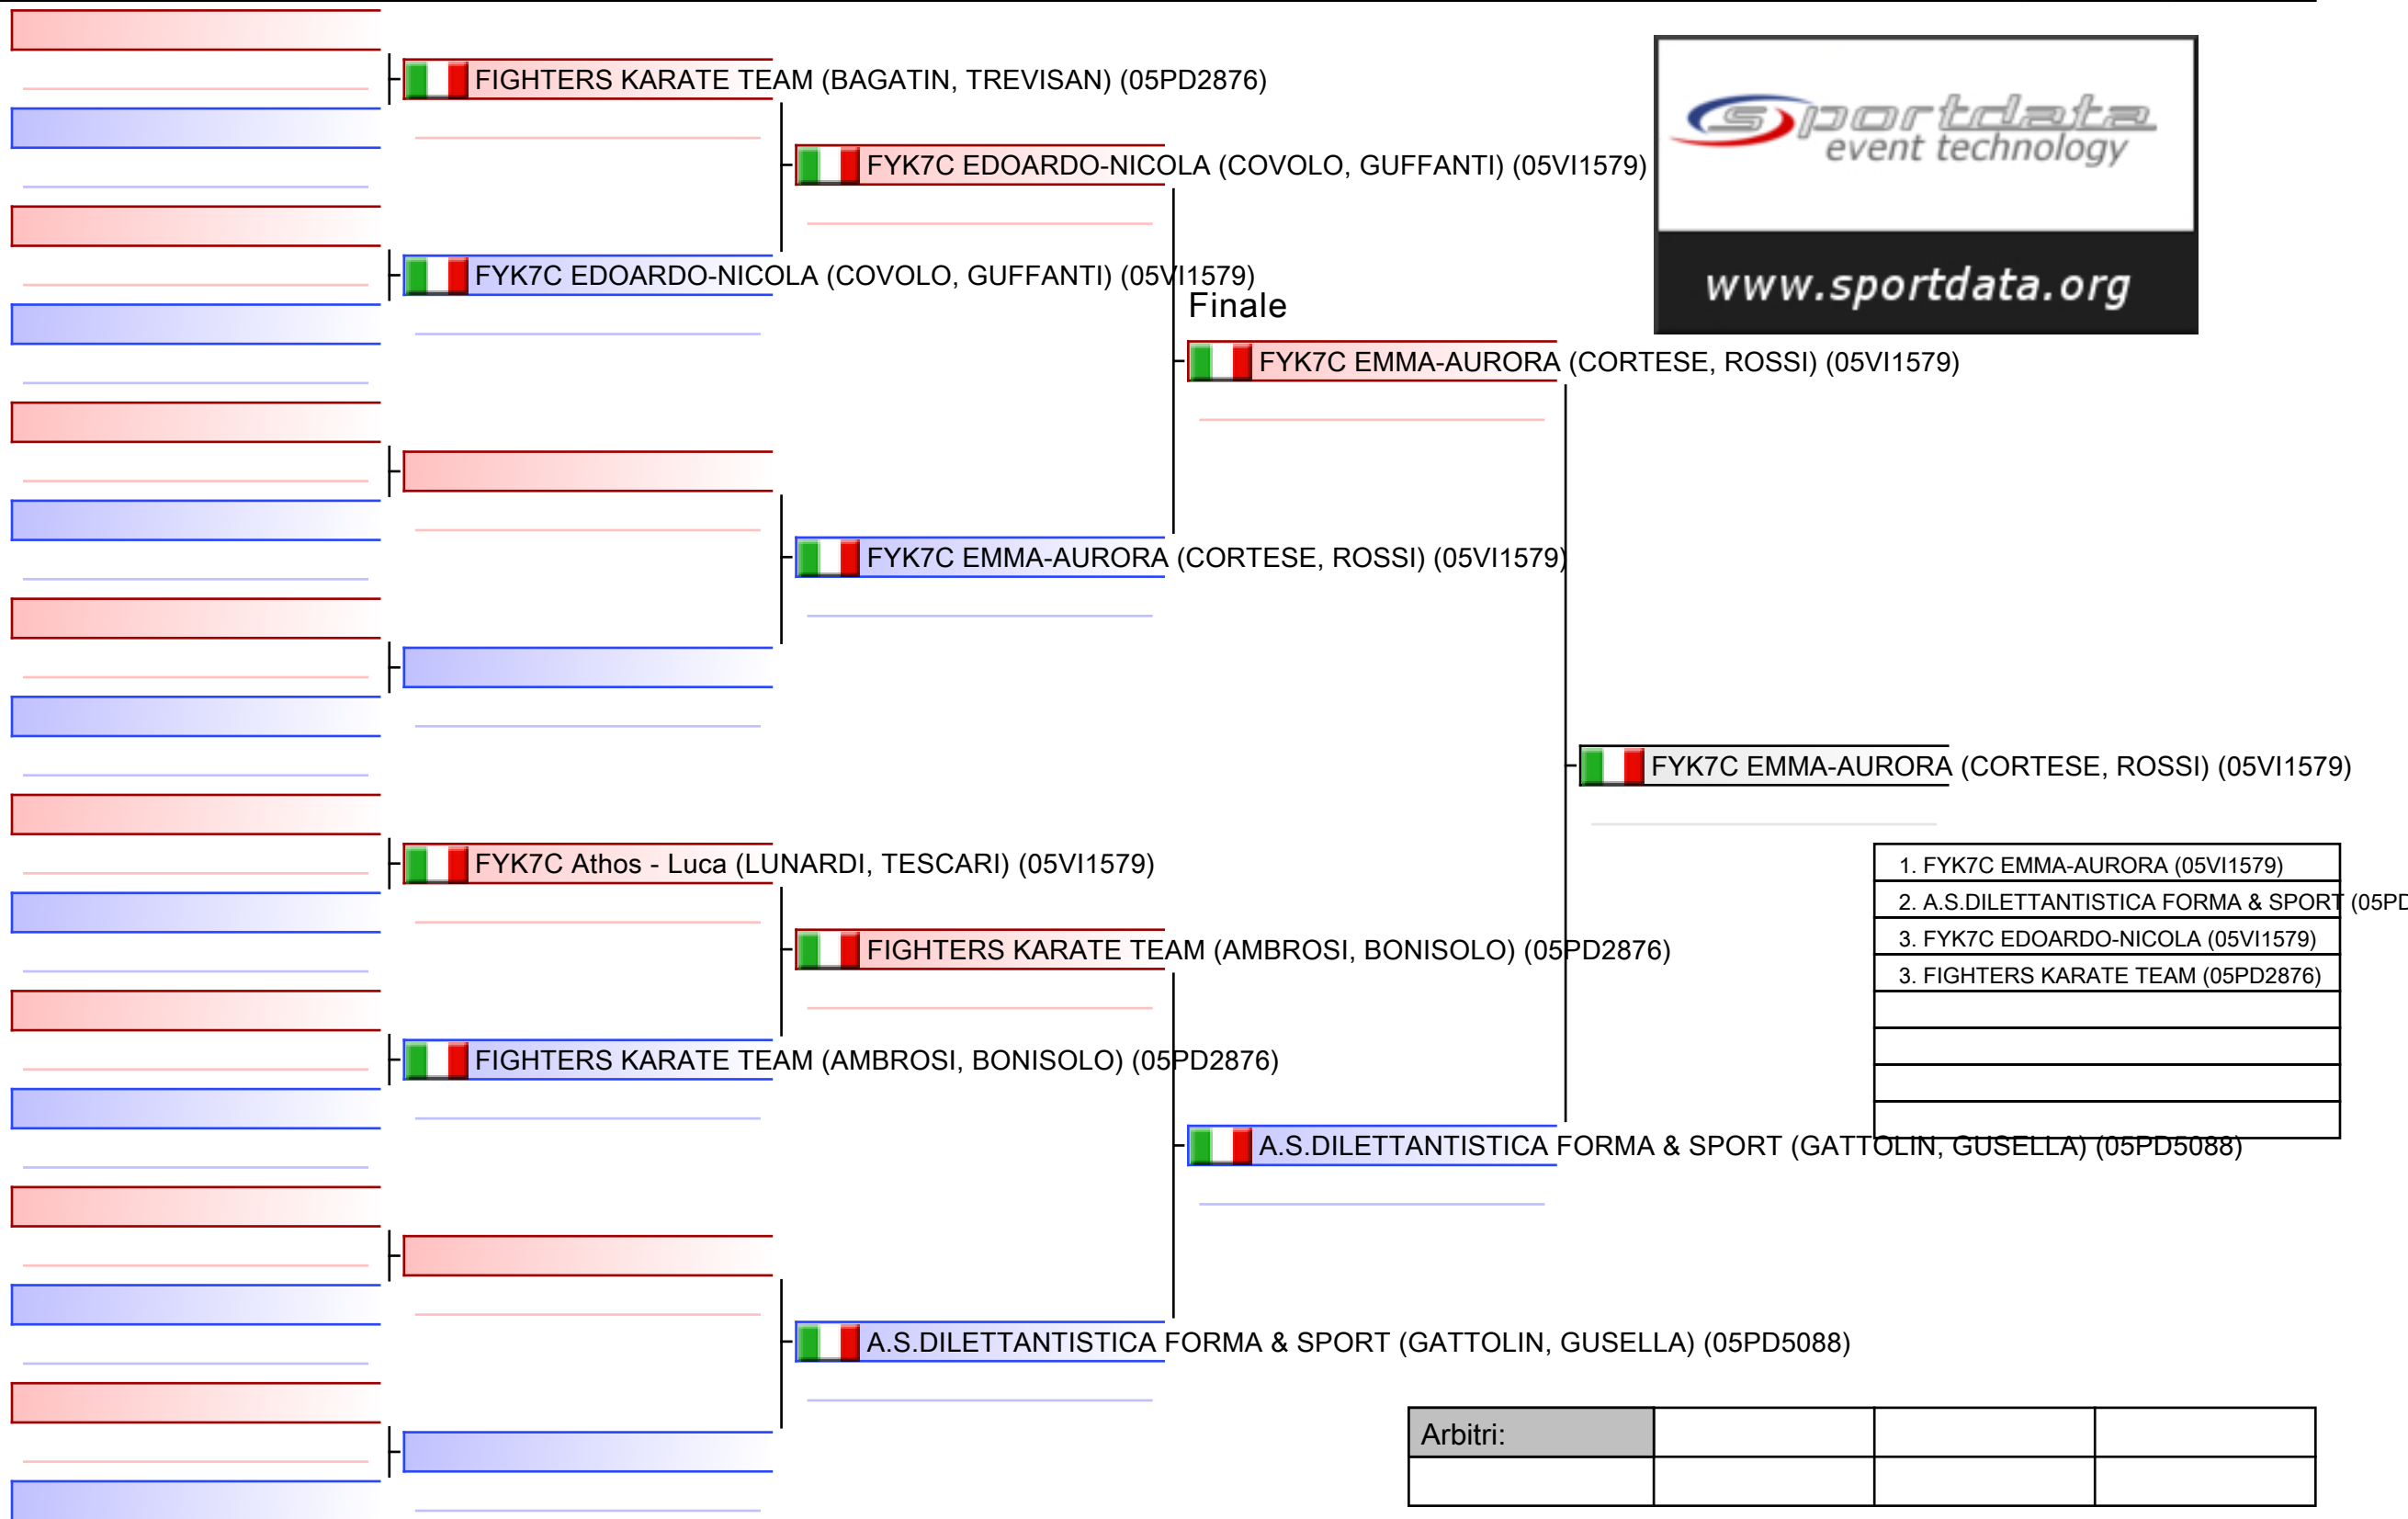 FIGHTERS KARATE TEAM (BAGATIN, TREVISAN) (05PD2876)
sportdata
event technology
FYK7C EDOARDO-NICOLA (COVOLO, GUFFANTI) (05VI1579)
FYK7C EDOARDO-NICOLA (COVOLO, GUFFANTI) (05VI1579)
www.sportdata.org
Finale
FYK7C EMMA-AURORA (CORTESE, ROSSI) (05VI1579)
FYK7C EMMA-AURORA (CORTESE, ROSSI) (05VI1579)
FYK7C EMMA-AURORA (CORTESE, ROSSI) (05VI1579)
FYK7C Athos - Luca (LUNARDI, TESCARI) (05VI1579)
1. FYK7C EMMA-AURORA (05VI1579)
2. A.S.DILETTANTISTICA FORMA & SPORT (05PD
3. FYK7C EDOARDO-NICOLA (05VI1579)
3. FIGHTERS KARATE TEAM (05PD2876)
FIGHTERS KARATE TEAM (AMBROSI, BONISOLO) (05PD2876)
FIGHTERS KARATE TEAM (AMBROSI, BONISOLO) (05PD2876)
A.S.DILETTANTISTICA FORMA & SPORT (GATTOLIN, GUSELLA) (05PD5088)
A.S.DILETTANTISTICA FORMA & SPORT (GATTOLIN, GUSELLA) (05PD5088)
Arbitri: